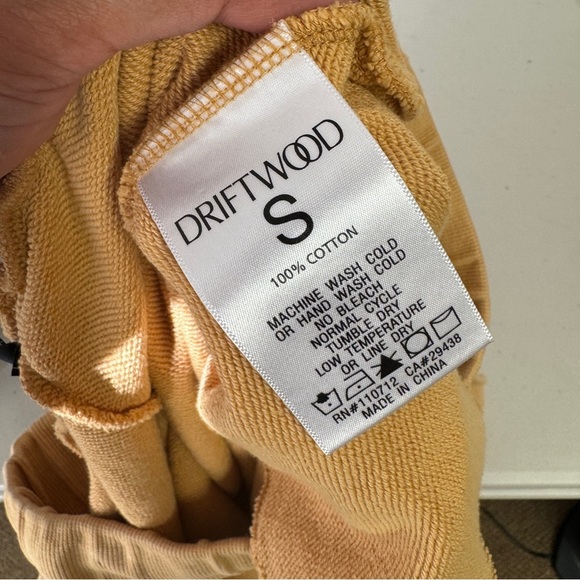 DRIFTWOOD
S
100% COTTON
MACHINE WASH COLD
OR HAND WASH COLD
NO BLEACH
NORMAL CYCLE
TUMBLE DRY
LOW TEMPERATURE
OR LINE DRY
RN#110712 CA#29438
MADE IN CHINA